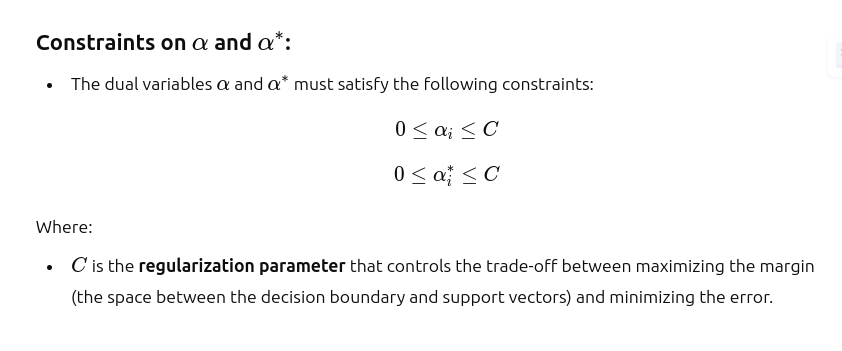 Constraints on α and α*:
• The dual variables α and α* must satisfy the following constraints:
0 ≤ αᵢ ≤ C
0 ≤ αᵢ* ≤ C
Where:
• C is the regularization parameter that controls the trade-off between maximizing the margin
(the space between the decision boundary and support vectors) and minimizing the error.